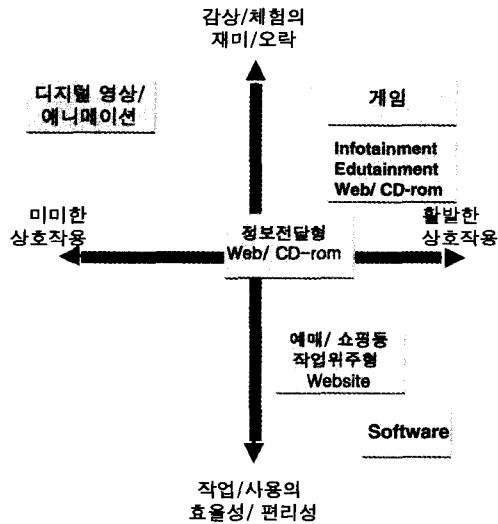 감상/체험의
재미/오락
디지털 영상/
애니메이션
게임
Infotainment
Edutainment
Web/ CD-rom
미미한
상호작용
정보전달형
Web/ CD-rom
활발한
상호작용
예매/ 쇼핑등
작업위주형
Website
Software
작업/사용의
효율성/ 편리성